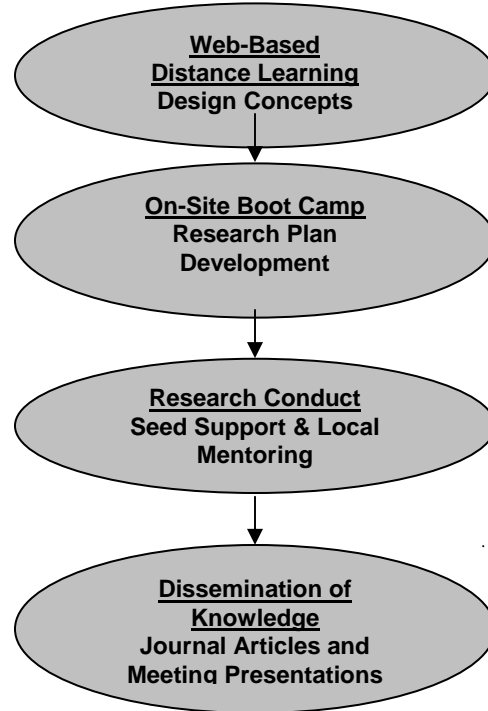 Web-Based
Distance Learning
Design Concepts
On-Site Boot Camp
Research Plan
Development
Research Conduct
Seed Support & Local
Mentoring
Dissemination of
Knowledge
Journal Articles and
Meeting Presentations